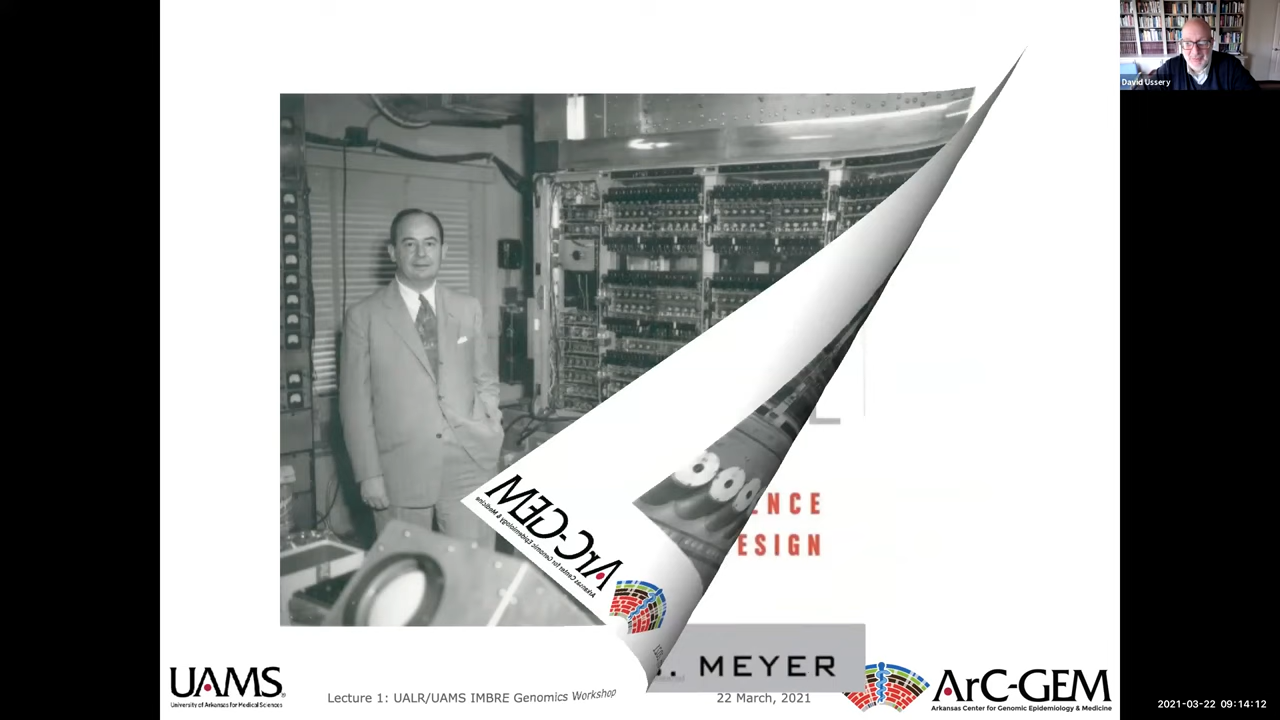 David Ussery
ENCE
ESIGN
ArC-GEM
Arkansas Center for Genomic Epidemiology & Medicine
. MEYER
UAMS
University of Arkansas for Medical Sciences
Lecture 1: UALR/UAMS IMBRE Genomics Workshop
22 March, 2021
ArC-GEM
Arkansas Center for Genomic Epidemiology & Medicine
2021-03-22 09:14:12